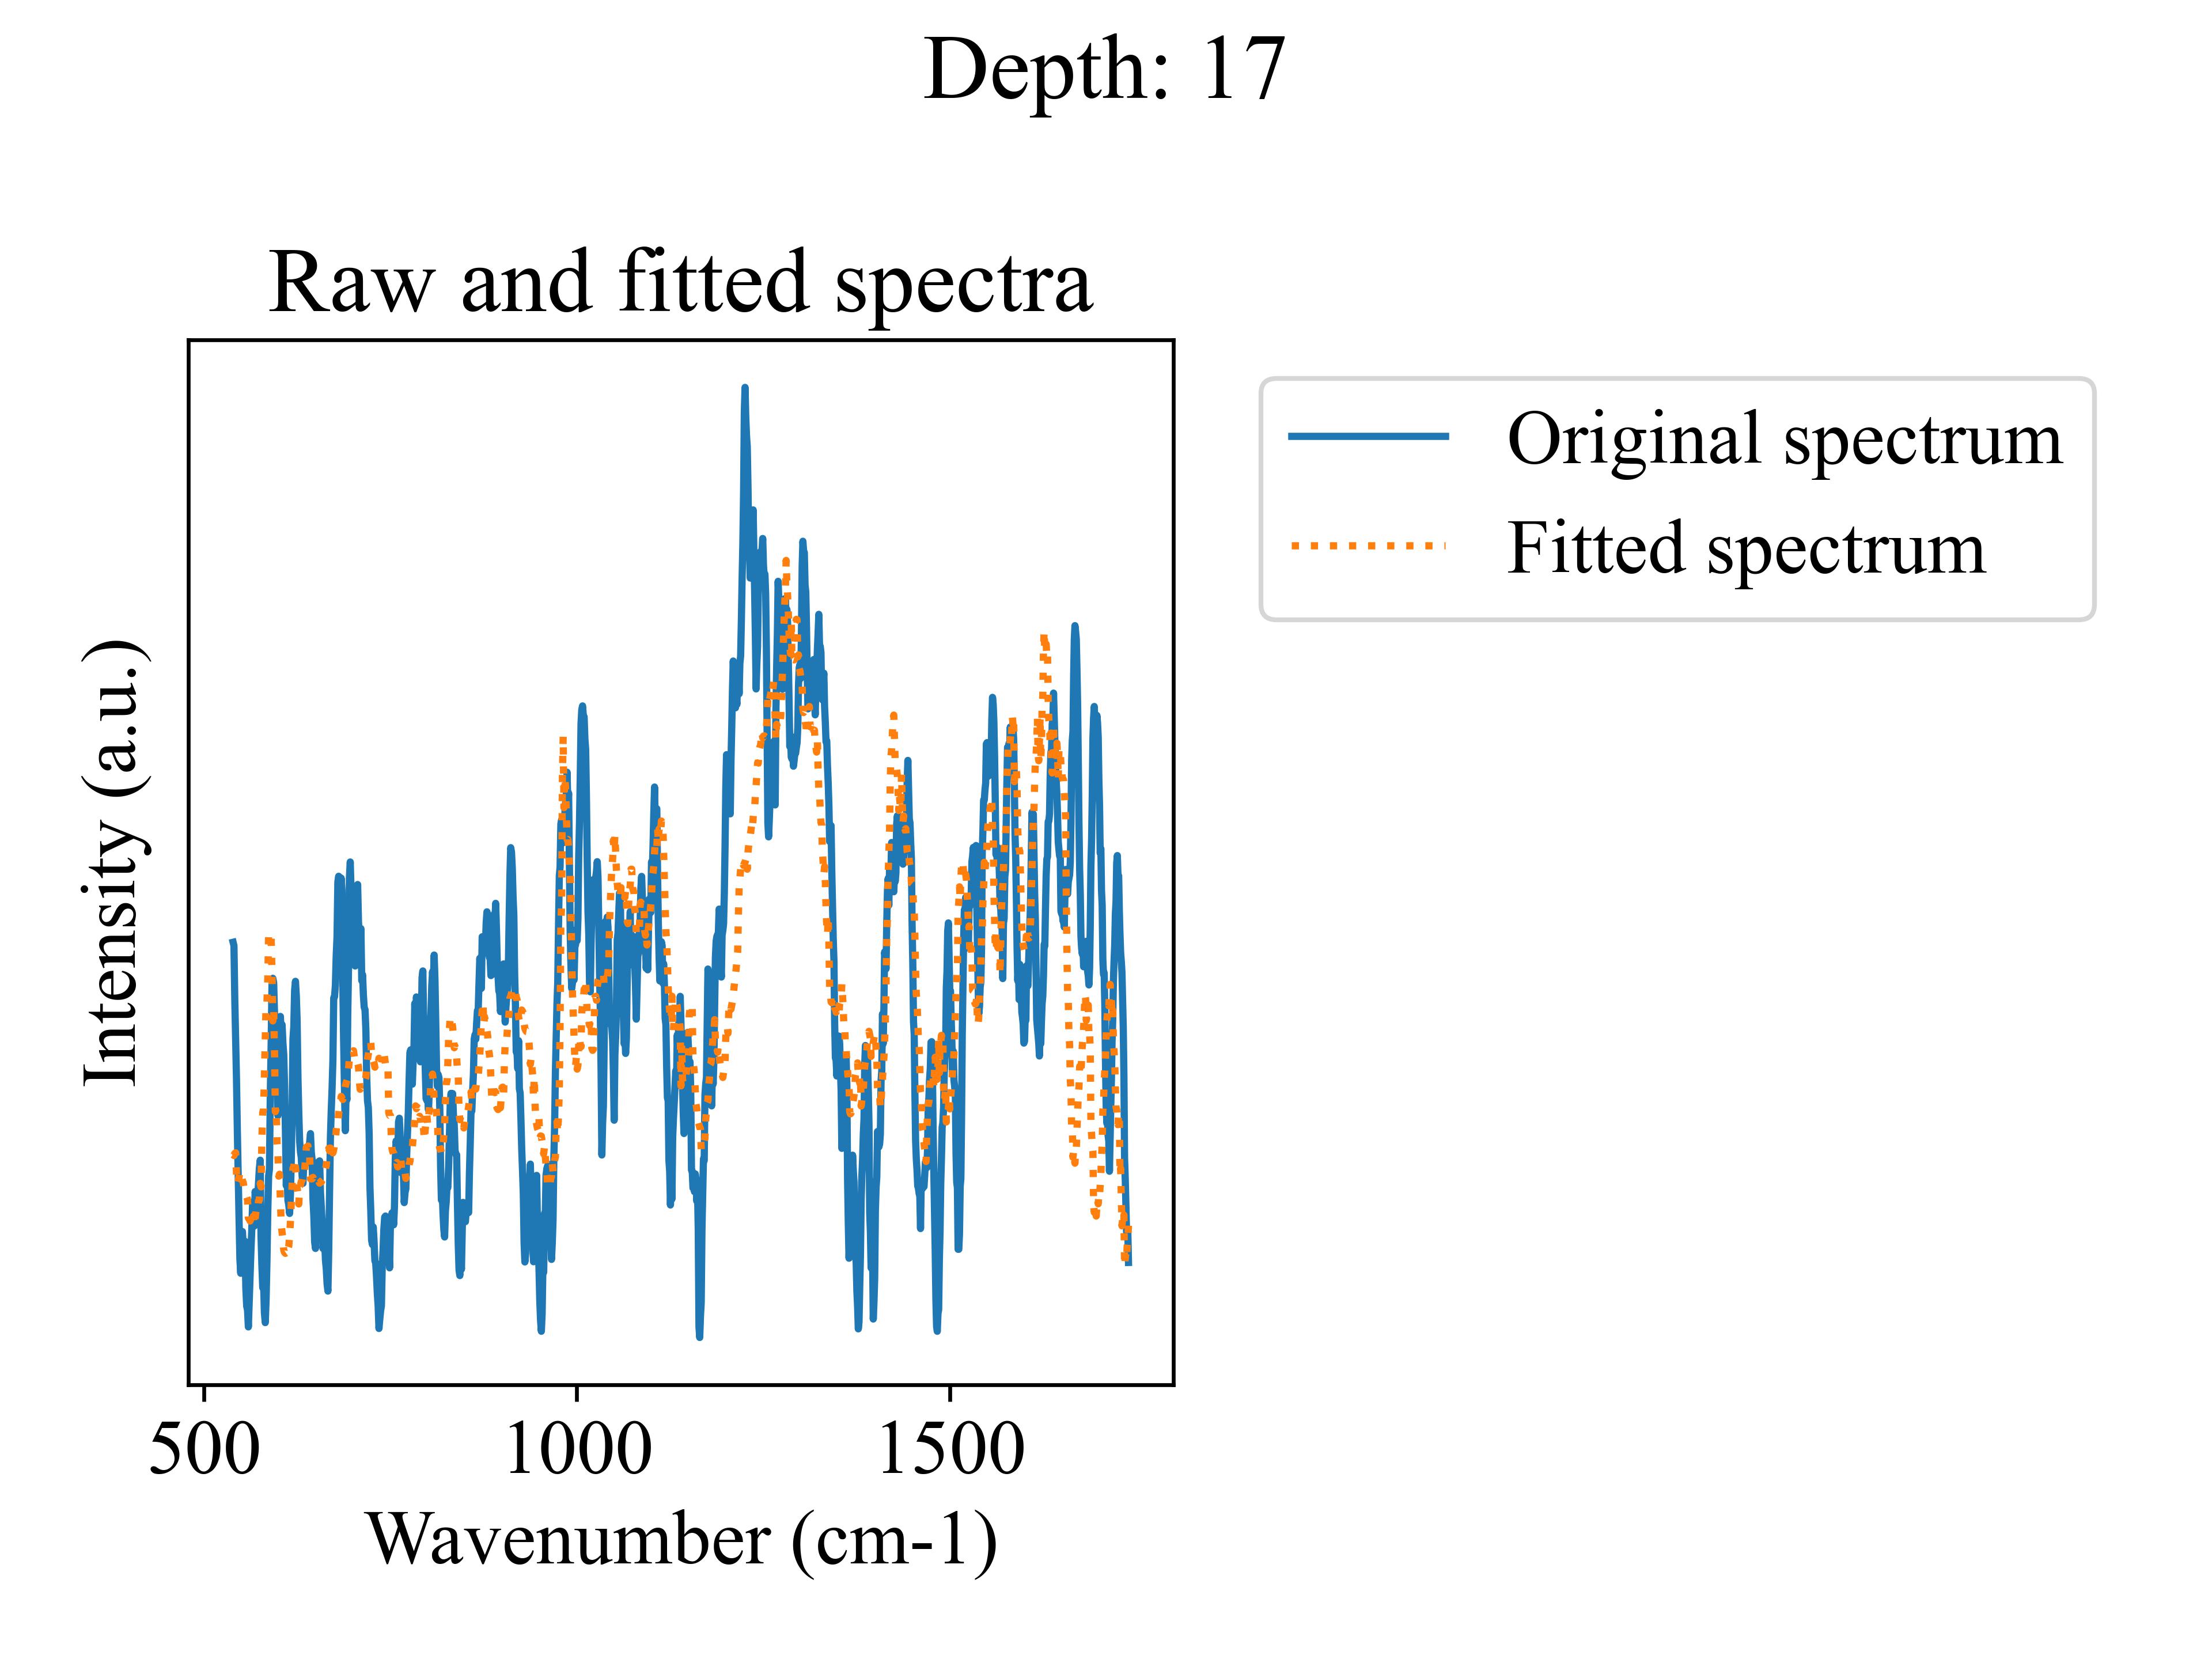 Depth: 17
Raw and fitted spectra
Original spectrum
Fitted spectrum
Intensity (a.u.)
500
1000
1500
Wavenumber (cm-1)